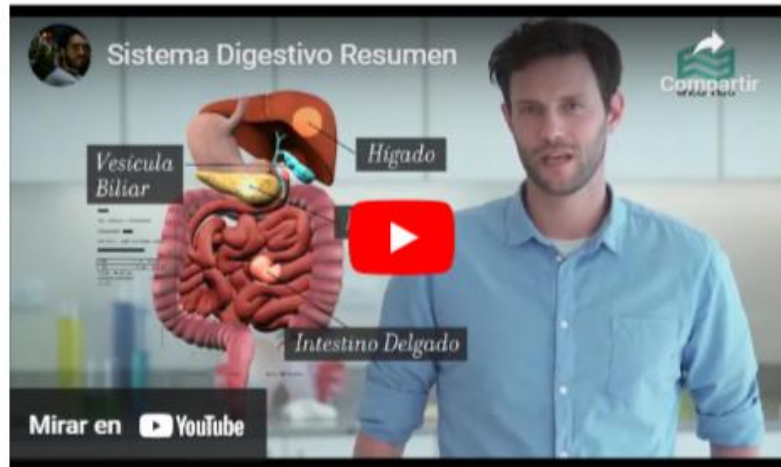 Sistema Digestivo Resumen
Compartir
Vesícula
Biliar
Hígado
Intestino Delgado
Mirar en YouTube